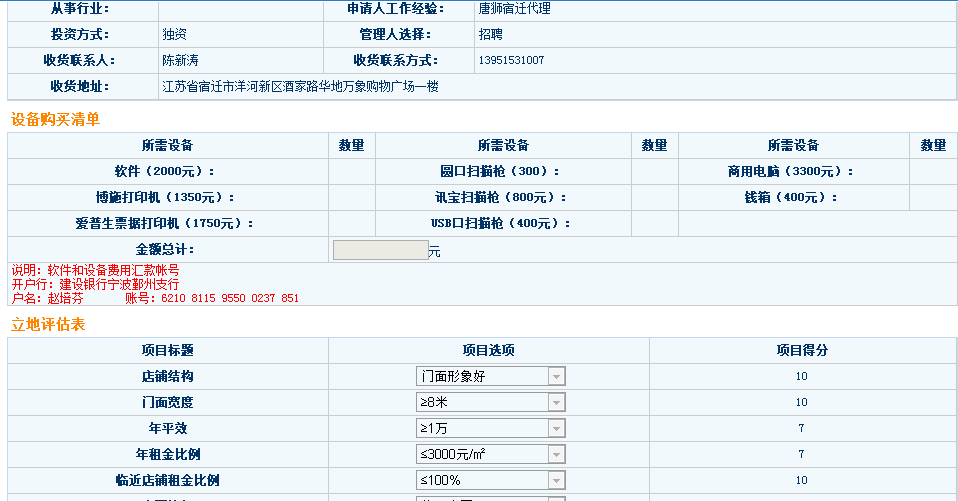 从事行业： 申请人工作经验： 唐狮宿迁代理
投资方式： 独资 管理人选择： 招聘
收货联系人： 陈新涛 收货联系方式： 13951531007
收货地址： 江苏省宿迁市洋河新区酒家路华地万象购物广场一楼
设备购买清单
所需设备 数量 所需设备 数量 所需设备 数量
软件（2000元）： 圆口扫描枪（300）： 商用电脑（3300元）：
博施打印机（1350元）： 讯宝扫描枪（800元）： 钱箱（400元）：
爱普生票据打印机（1750元）： USB口扫描枪（400元）：
金额总计： 元
说明：软件和设备费用汇款帐号
开户行：建设银行宁波鄞州支行
户名：赵培芬 账号：6210 8115 9550 0237 851
立地评估表
项目标题 项目选项 项目得分
店铺结构 门面形象好 10
门面宽度 ≥8米 10
年平效 ≥1万 7
年租金比例 ≤3000元/㎡ 7
临近店铺租金比例 ≤100% 10